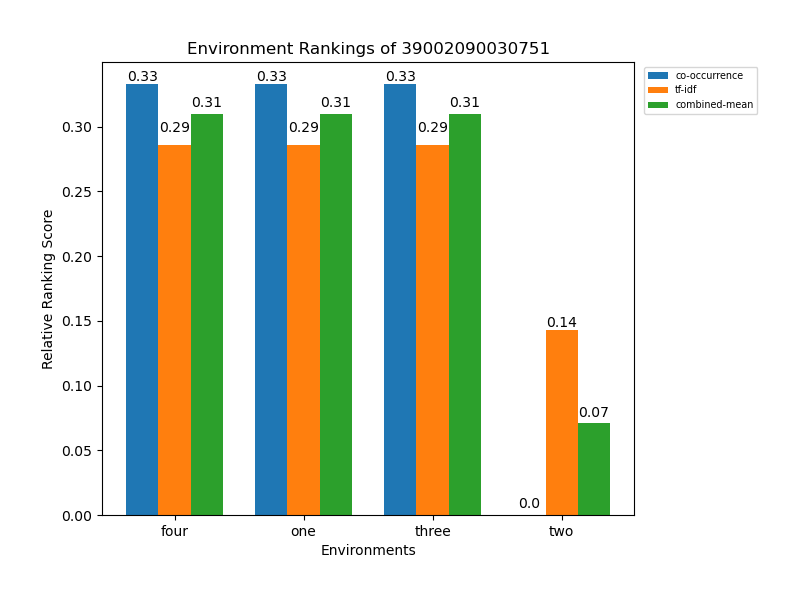 Environment Rankings of 39002090030751
co-occurrence
tf-idf
combined-mean
Relative Ranking Score
0.30
0.25
0.20
0.15
0.10
0.05
0.00
0.33 0.29 0.31
0.33 0.29 0.31
0.33 0.29 0.31
0.0 0.14 0.07
four one three two
Environments